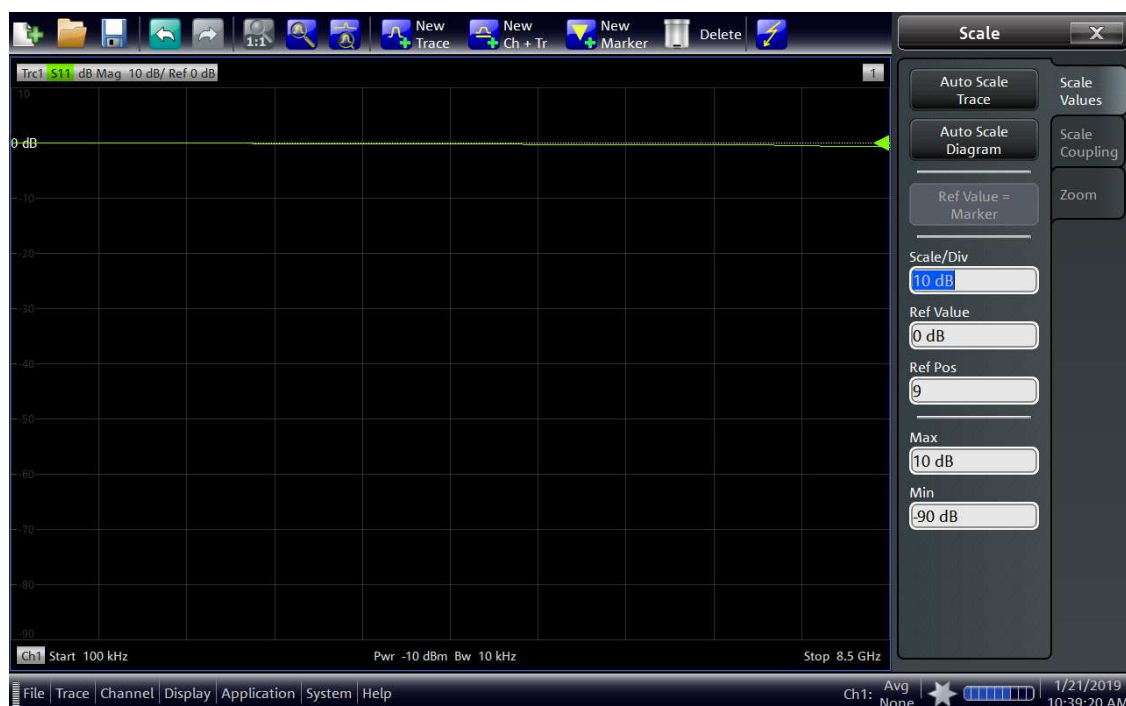 1:1
New
Trace
New
Ch + Tr
New
Marker
Delete
Scale
X
Trc1 S11 dB Mag 10 dB/ Ref 0 dB
1
10
0 dB
-10
-20
-30
-40
-50
-60
-70
-80
-90
Ch1 Start 100 kHz
Pwr -10 dBm Bw 10 kHz
Stop 8.5 GHz
Auto Scale
Trace
Auto Scale
Diagram
Ref Value =
Marker
Scale/Div
10 dB
Ref Value
0 dB
Ref Pos
9
Max
10 dB
Min
-90 dB
Scale
Values
Scale
Coupling
Zoom
File Trace Channel Display Application System Help
Ch1:
Avg
None
1/21/2019
10:39:20 AM